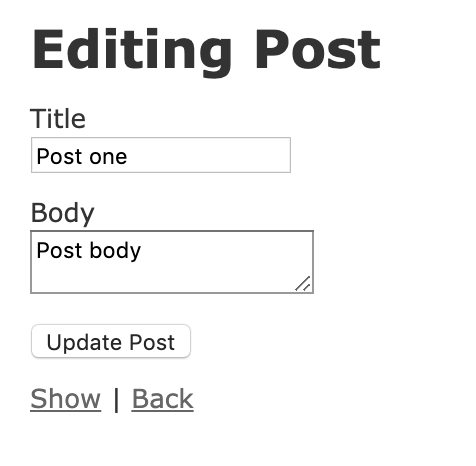 Editing Post
Title
Post one
Body
Post body
Update Post
Show | Back